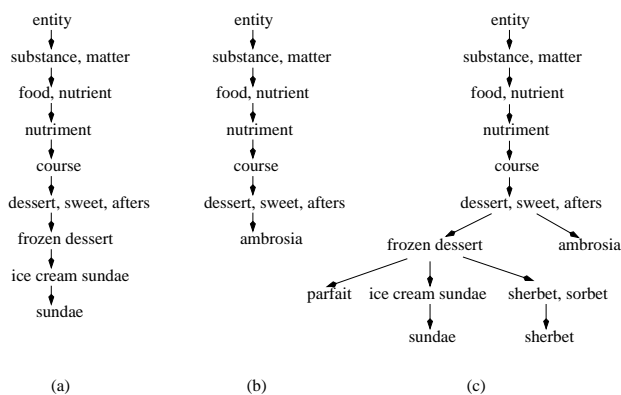 entity
substance, matter
food, nutrient
nutriment
course
dessert, sweet, afters
frozen dessert
ice cream sundae
sundae
(a)
entity
substance, matter
food, nutrient
nutriment
course
dessert, sweet, afters
ambrosia
(b)
entity
substance, matter
food, nutrient
nutriment
course
dessert, sweet, afters
frozen dessert
ambrosia
parfait
ice cream sundae
sherbet, sorbet
sundae
sherbet
(c)